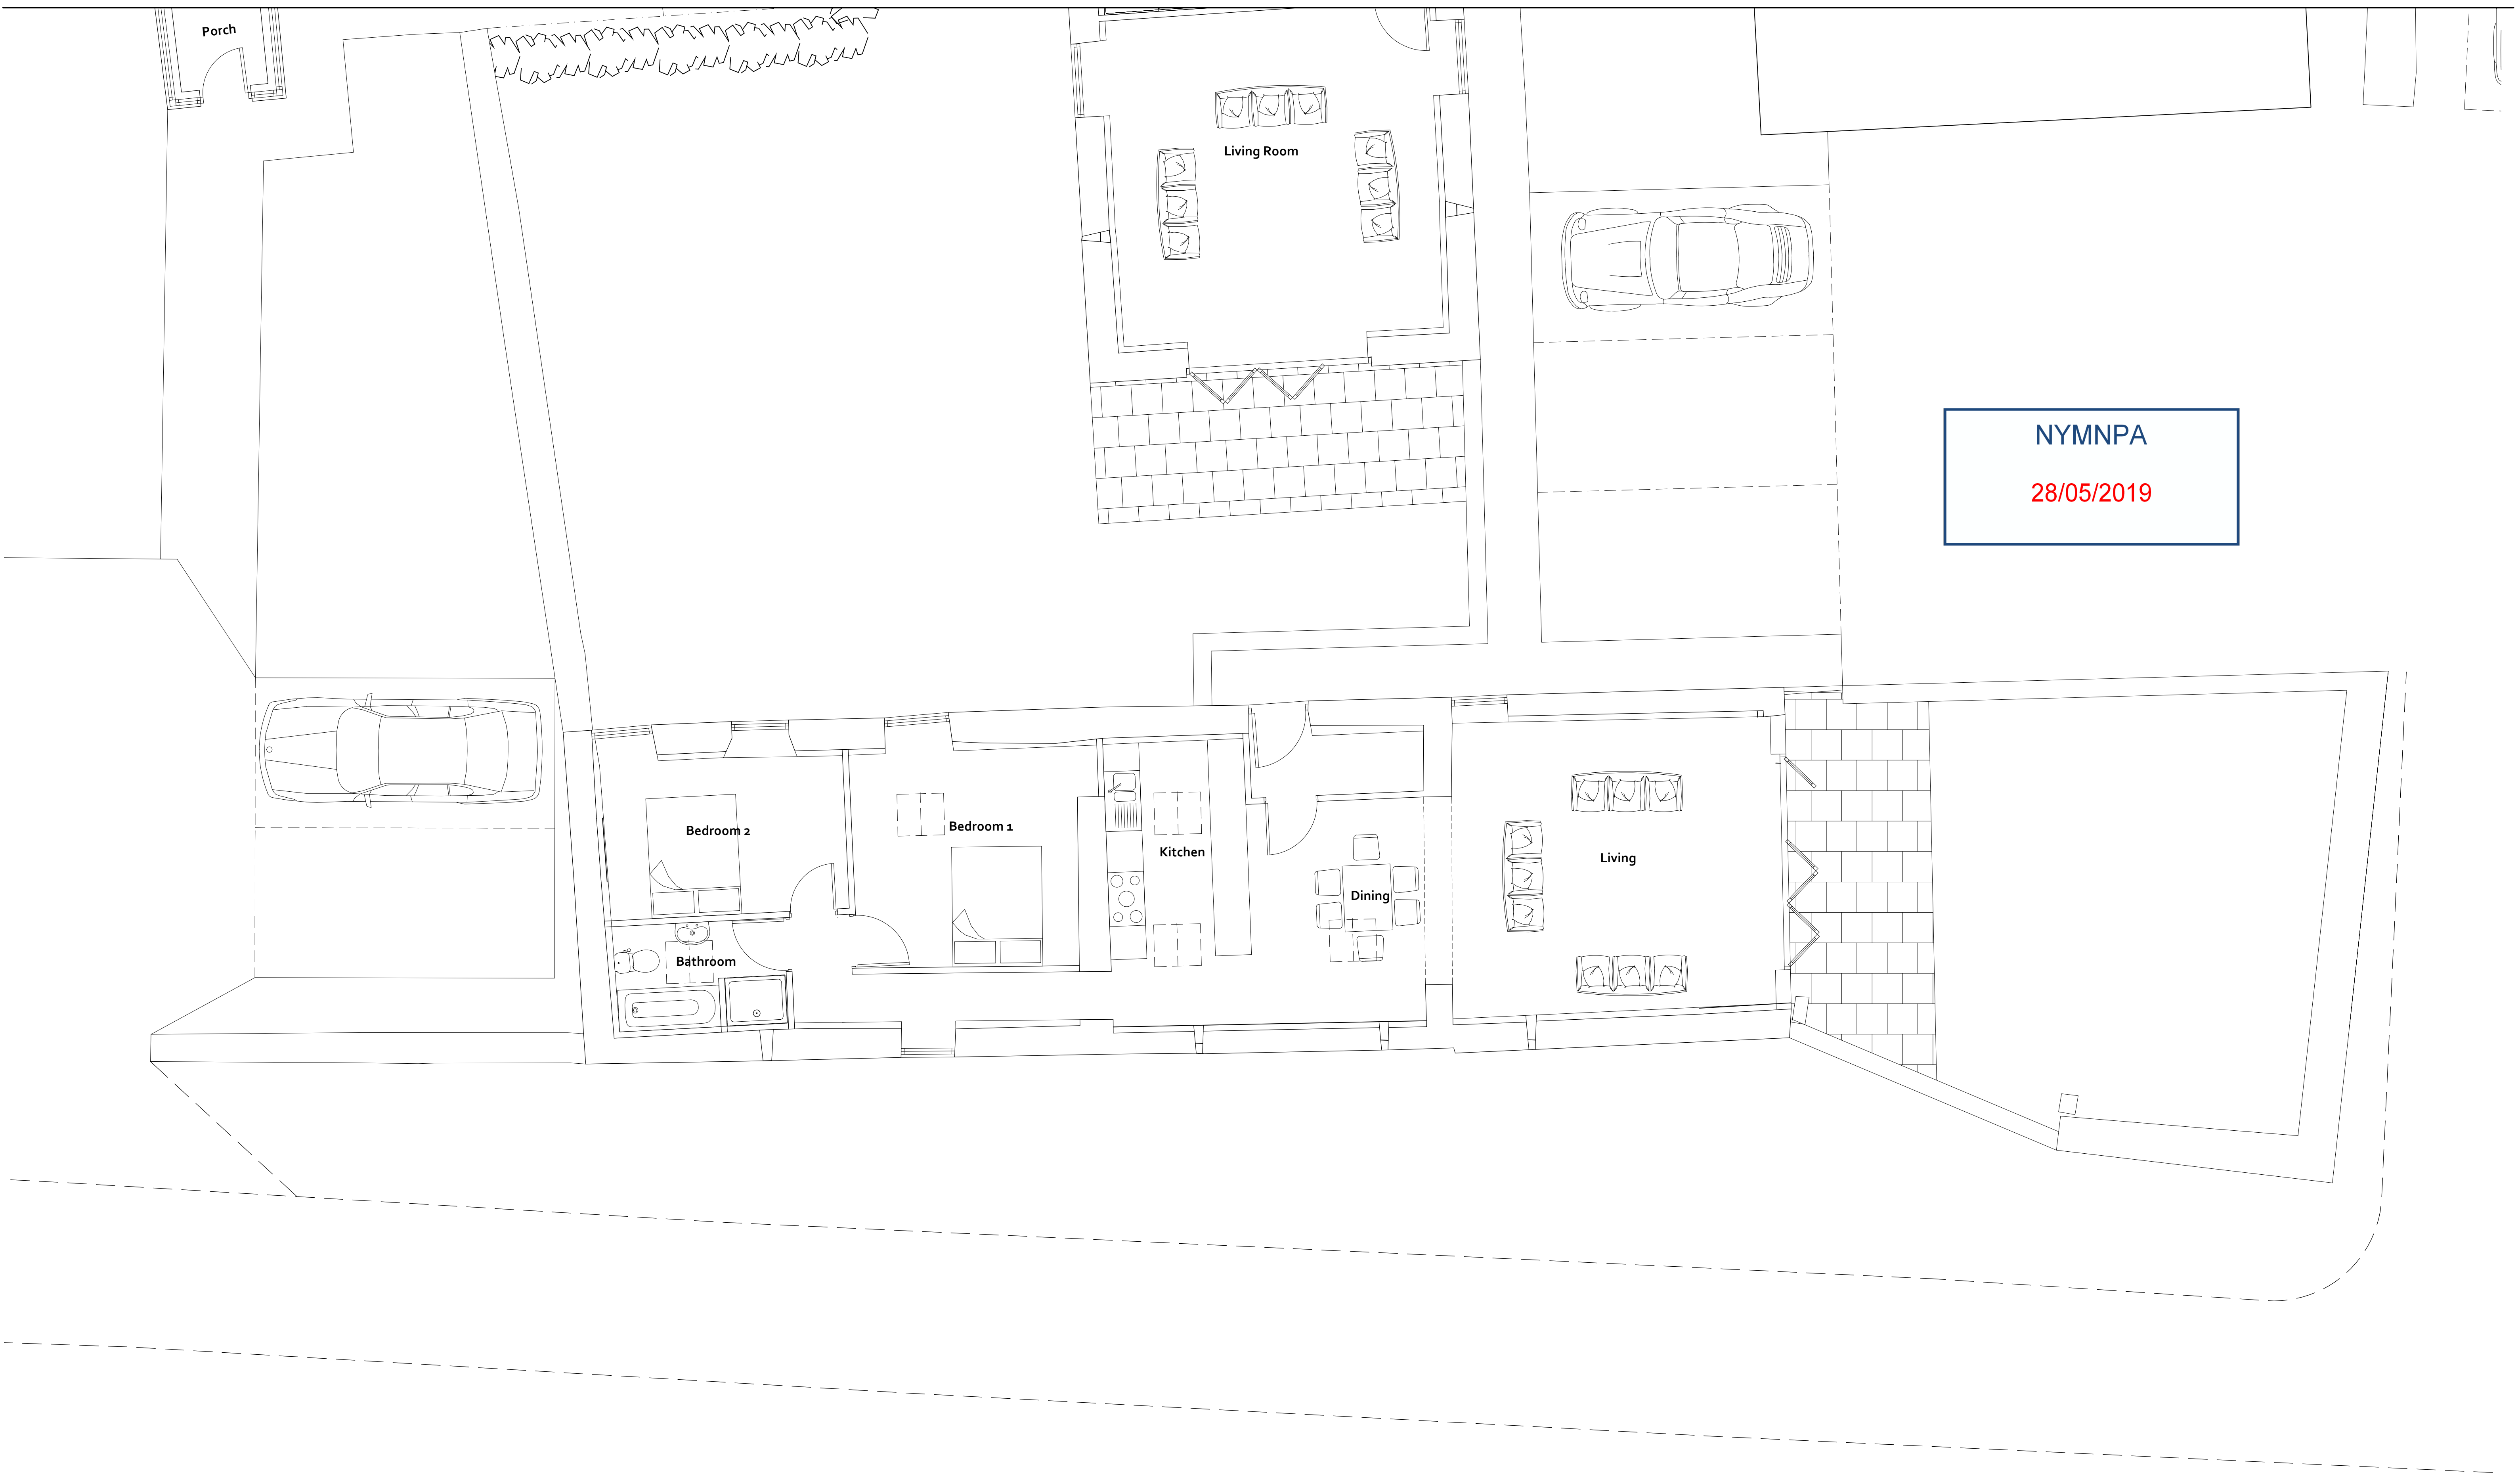 Porch
Living Room
NYMNPA
28/05/2019
Bedroom 2
Bedroom 1
Kitchen
Living
Dining
Bathroom